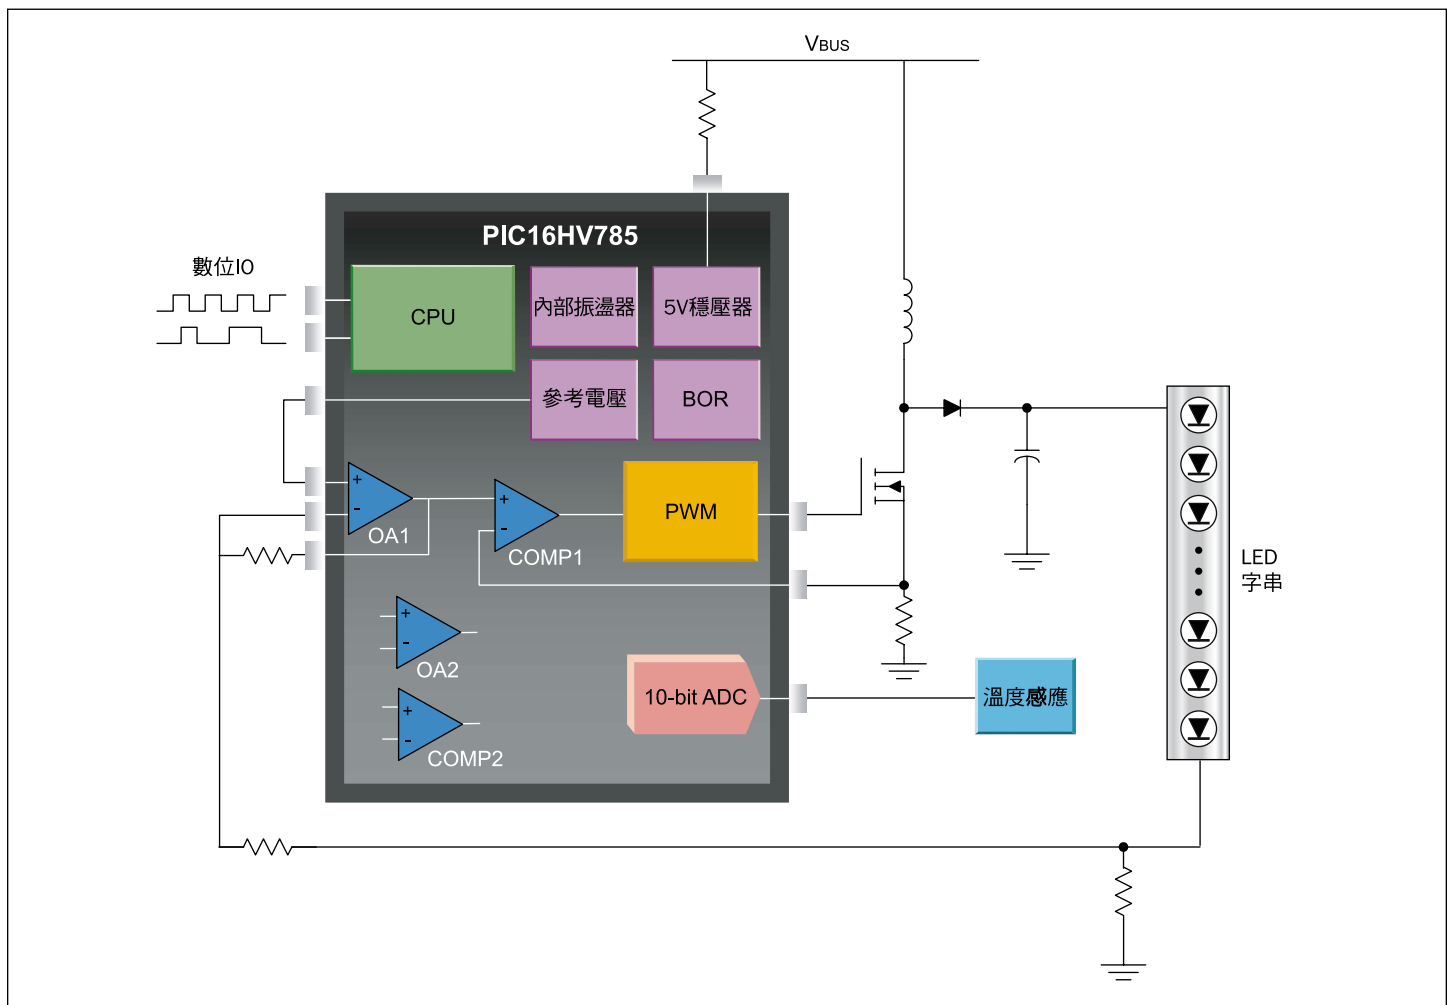 VBUS
PIC16HV785
數位IO
CPU
內部振盪器
5V穩壓器
參考電壓
BOR
+
-
OA1
+
-
COMP1
PWM
LED
字串
+
-
OA2
10-bit ADC
溫度感應
+
-
COMP2